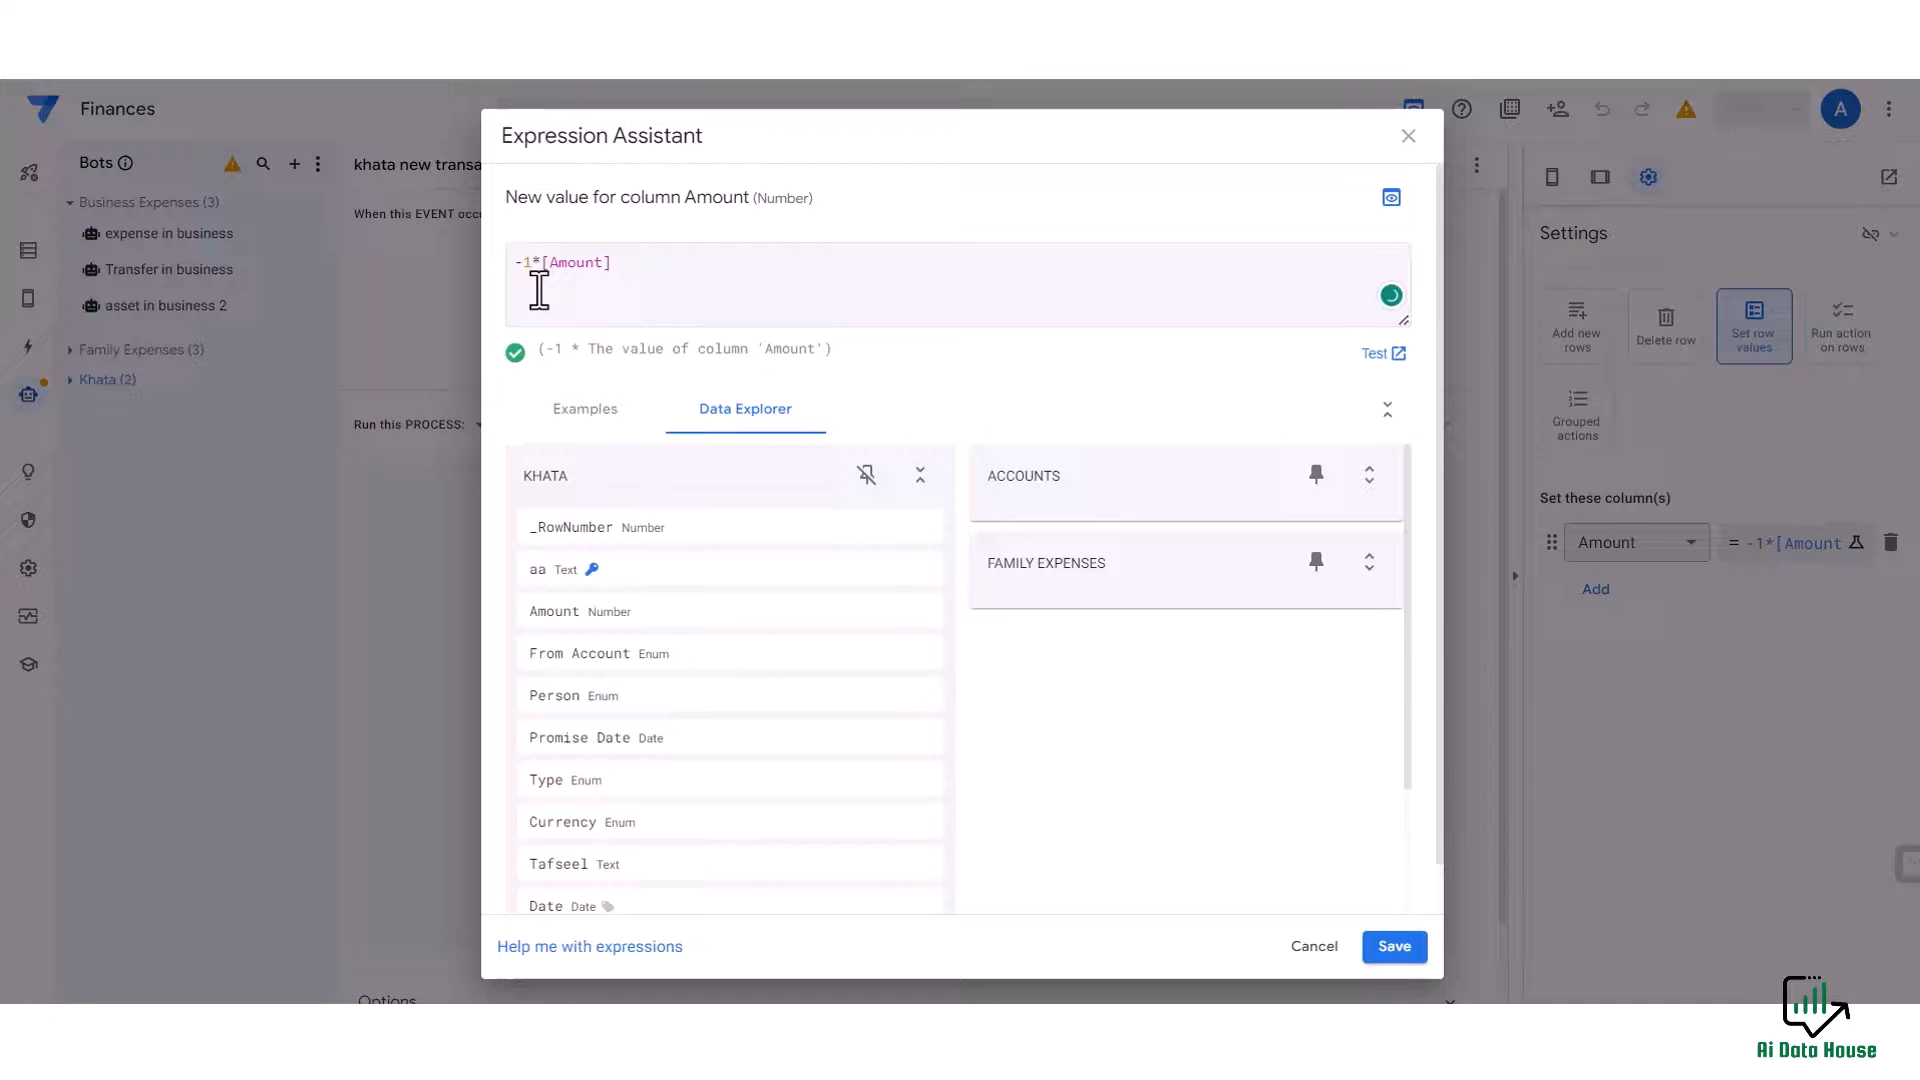 Finances
A
Bots
Business Expenses (3)
expense in business
Transfer in business
asset in business 2
Family Expenses (3)
Khata (2)
khata new transa
When this EVENT occu
Run this PROCESS:
Options
Expression Assistant
New value for column Amount (Number)
-1*[Amount]
(-1 * The value of column 'Amount')
Test
Examples
Data Explorer
KHATA
_RowNumber Number
aa Text
Amount Number
From Account Enum
Person Enum
Promise Date Date
Type Enum
Currency Enum
Tafseel Text
Date Date
ACCOUNTS
FAMILY EXPENSES
Help me with expressions
Cancel
Save
Settings
Add new rows
Delete row
Set row values
Run action on rows
Grouped actions
Set these column(s)
Amount
= -1*[Amount
Add
Ai Data House